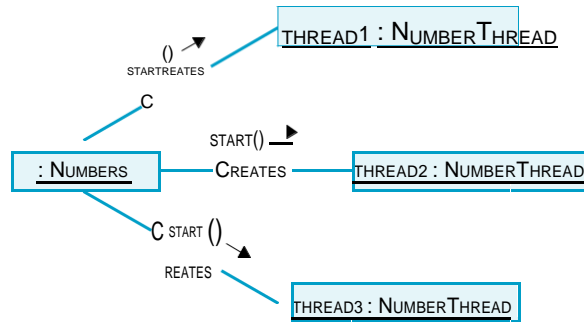 () THREAD1 : NUMBERTHREAD
STARTREATES
C
START()
: NUMBERS CREATES THREAD2 : NUMBERTHREAD
C START ()
REATES
THREAD3 : NUMBERTHREAD